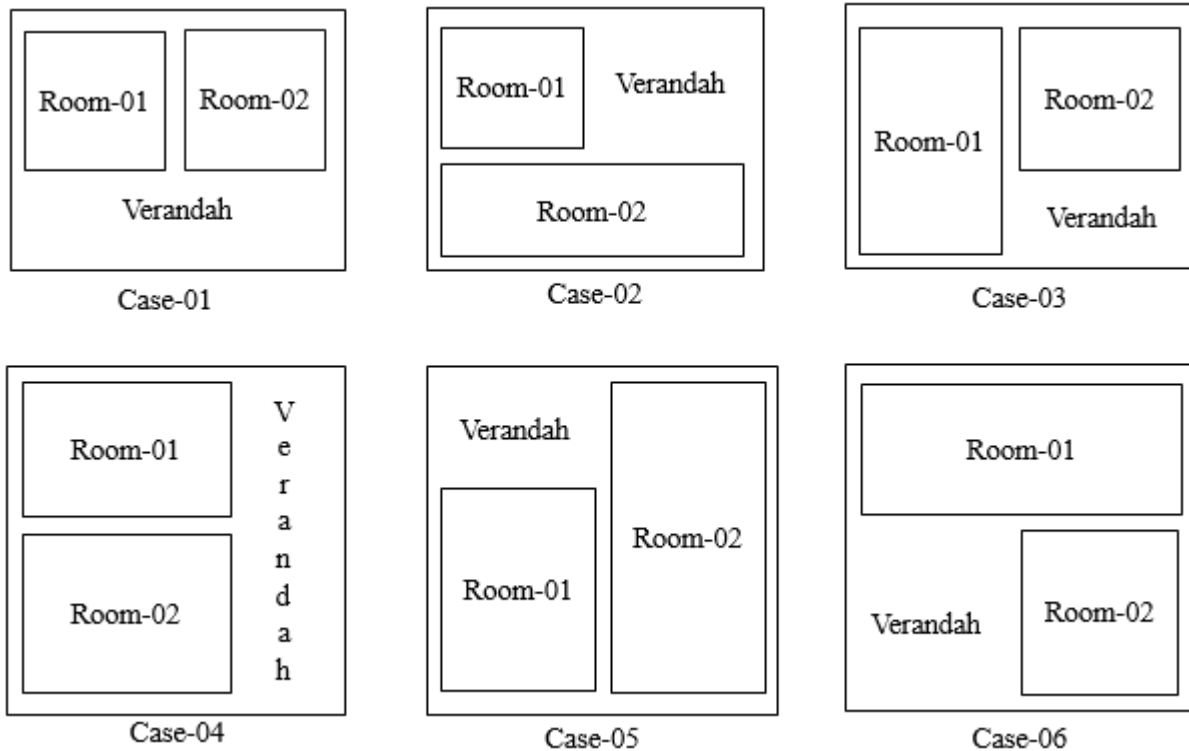 Room-01
Room-02
Verandah
Case-01
Room-01
Verandah
Room-02
Case-02
Room-01
Room-02
Verandah
Case-03
Room-01
Room-02
V
e
r
a
n
d
a
h
Case-04
Verandah
Room-01
Room-02
Case-05
Room-01
Verandah
Room-02
Case-06